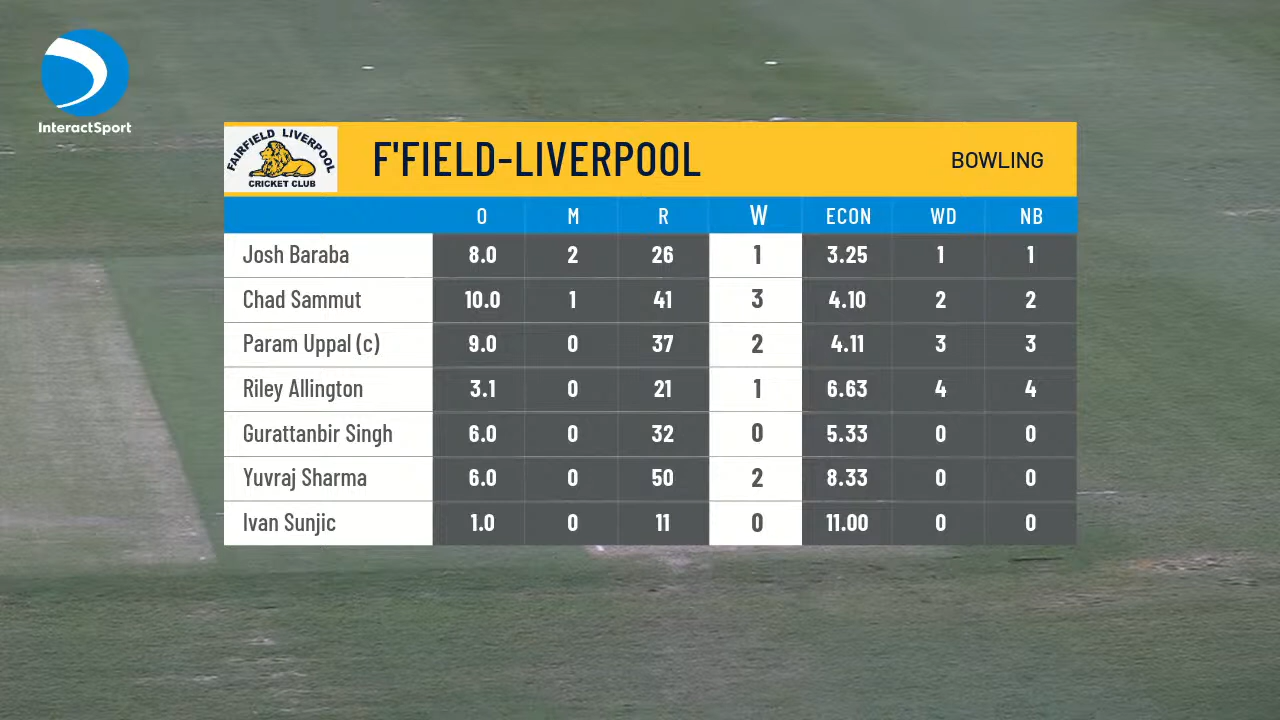 InteractSport
FAIRFIELD LIVERPOOL
CRICKET CLUB
F'FIELD-LIVERPOOL
BOWLING
O M R W ECON WD NB
Josh Baraba 8.0 2 26 1 3.25 1 1
Chad Sammut 10.0 1 41 3 4.10 2 2
Param Uppal (c) 9.0 0 37 2 4.11 3 3
Riley Allington 3.1 0 21 1 6.63 4 4
Gurattanbir Singh 6.0 0 32 0 5.33 0 0
Yuvraj Sharma 6.0 0 50 2 8.33 0 0
Ivan Sunjic 1.0 0 11 0 11.00 0 0